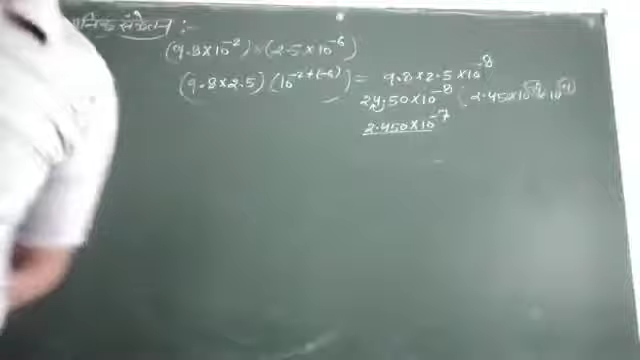 संकेतन :-
(9.8×10⁻²)×(2.5×10⁻⁶)
(9.8×2.5)(10⁻²⁺⁽⁻⁶⁾) = 9.8×2.5×10⁻⁸
24.50×10⁻⁸
2.450×10⁻⁷